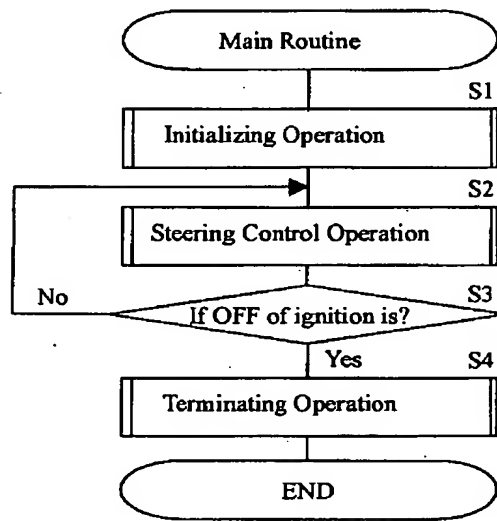 Main Routine
S1
Initializing Operation
S2
Steering Control Operation
S3
No
If OFF of ignition is?
Yes
S4
Terminating Operation
END